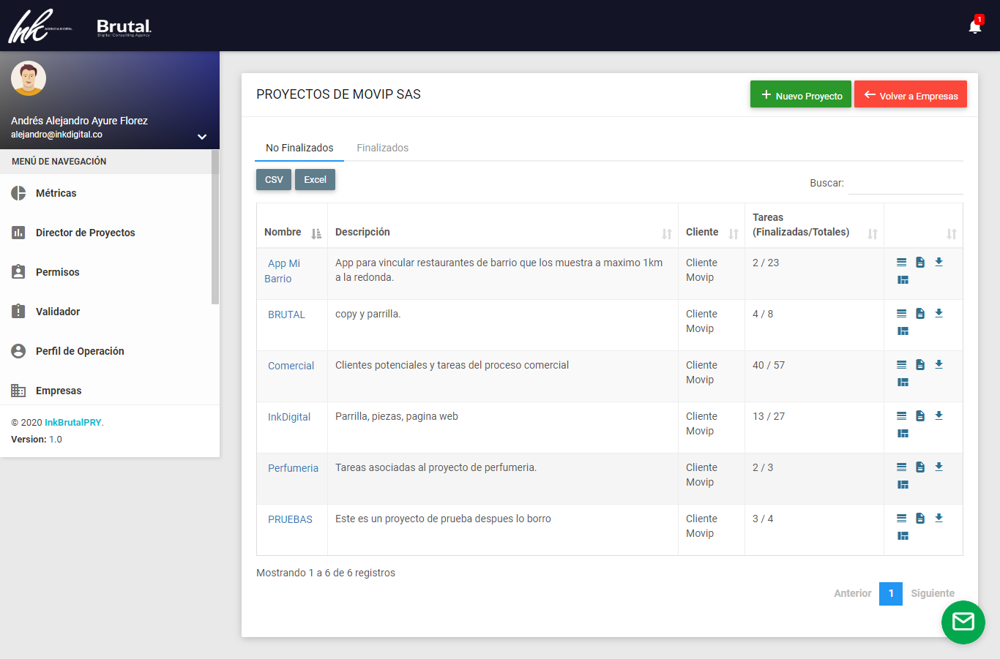 Ink AGENCIA DIGITAL
Brutal.
Digital Consulting Agency
1
Andrés Alejandro Ayure Florez
alejandro@inkdigital.co
MENÚ DE NAVEGACIÓN
Métricas
Director de Proyectos
Permisos
Validador
Perfil de Operación
Empresas
© 2020 InkBrutalPRY.
Version: 1.0
PROYECTOS DE MOVIP SAS
Nuevo Proyecto
Volver a Empresas
No Finalizados
Finalizados
CSV
Excel
Buscar:
Nombre
Descripción
Cliente
Tareas
(Finalizadas/Totales)
App Mi
Barrio
App para vincular restaurantes de barrio que los muestra a maximo 1km
a la redonda.
Cliente
Movip
2 / 23
BRUTAL
copy y parrilla.
Cliente
Movip
4 / 8
Comercial
Clientes potenciales y tareas del proceso comercial
Cliente
Movip
40 / 57
InkDigital
Parrilla, piezas, pagina web
Cliente
Movip
13 / 27
Perfumeria
Tareas asociadas al proyecto de perfumeria.
Cliente
Movip
2 / 3
PRUEBAS
Este es un proyecto de prueba despues lo borro
Cliente
Movip
3 / 4
Mostrando 1 a 6 de 6 registros
Anterior
1
Siguiente